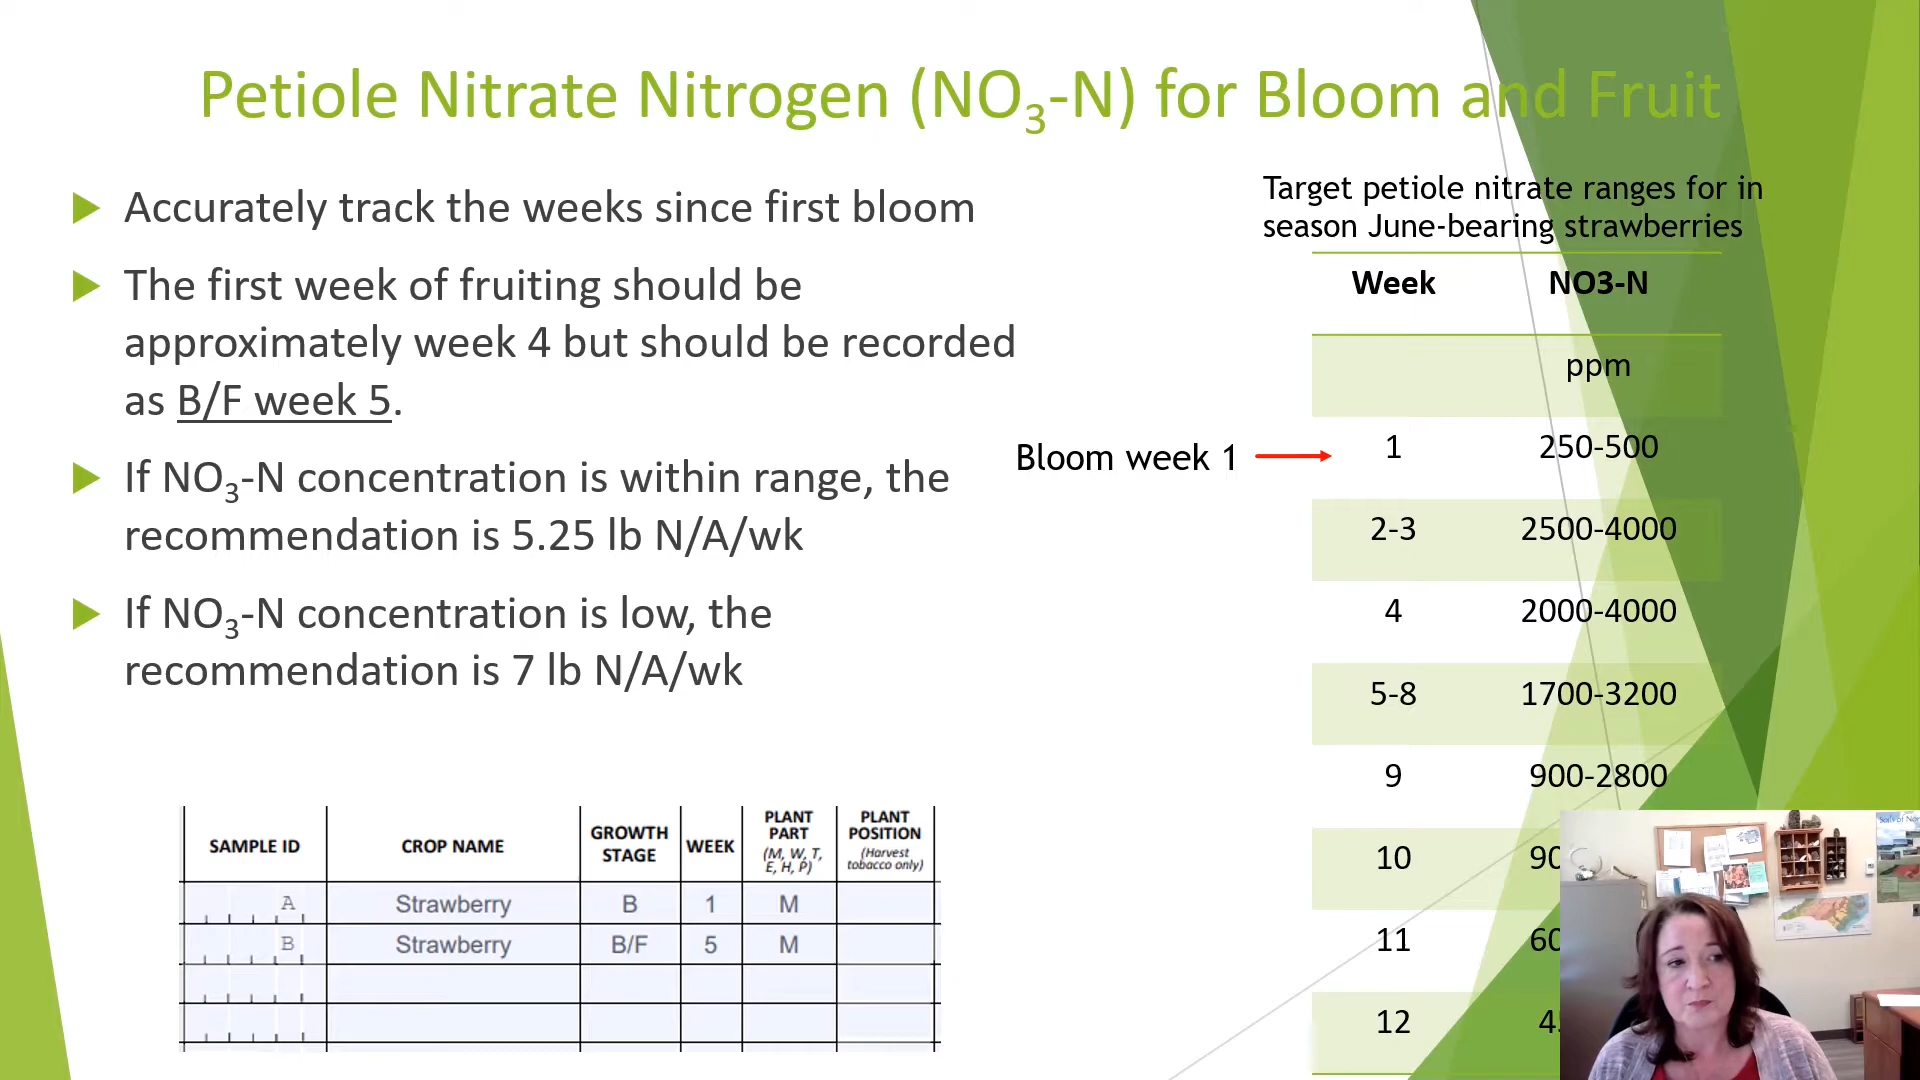 Petiole Nitrate Nitrogen (NO3-N) for Bloom and Fruit
Accurately track the weeks since first bloom
The first week of fruiting should be
approximately week 4 but should be recorded
as B/F week 5.
If NO3-N concentration is within range, the
recommendation is 5.25 lb N/A/wk
If NO3-N concentration is low, the
recommendation is 7 lb N/A/wk
Target petiole nitrate ranges for in
season June-bearing strawberries
Week NO3-N
ppm
Bloom week 1
1 250-500
2-3 2500-4000
4 2000-4000
5-8 1700-3200
9 900-2800
10
11
12
SAMPLE ID CROP NAME GROWTH STAGE WEEK PLANT PART (M, W, T, E, H, P) PLANT POSITION (Harvest tobacco only)
A Strawberry B 1 M
B Strawberry B/F 5 M